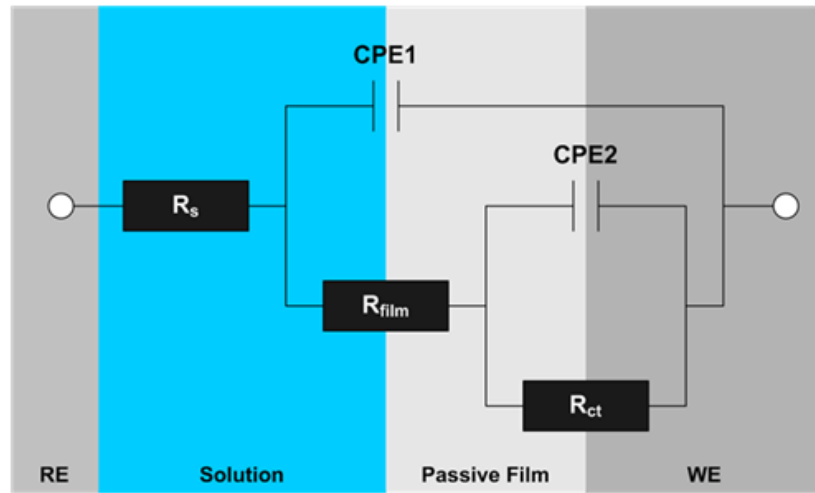 CPE1
CPE2
Rs
Rfilm
Rct
RE
Solution
Passive Film
WE